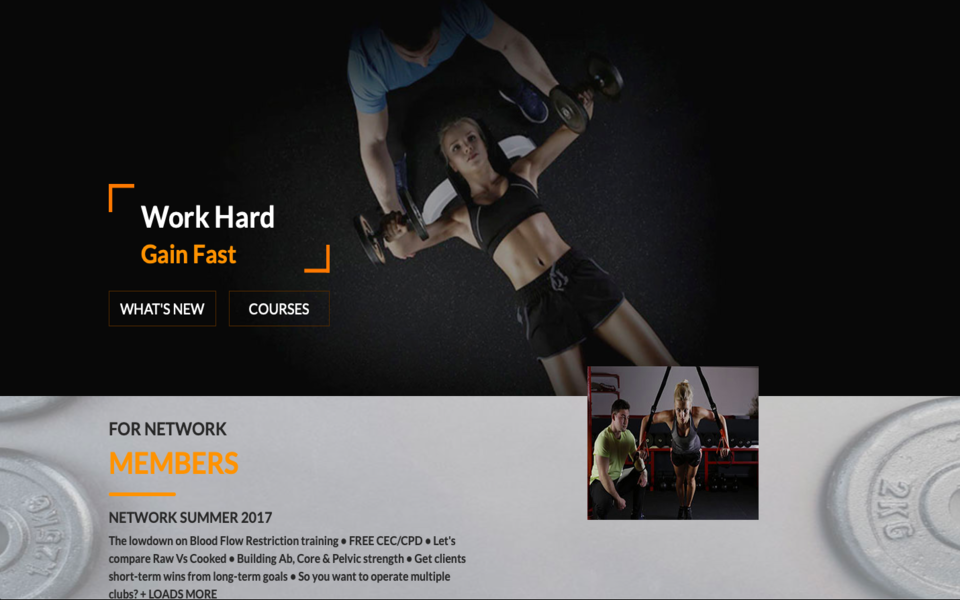 Work Hard
Gain Fast
WHAT'S NEW
COURSES
FOR NETWORK
MEMBERS
NETWORK SUMMER 2017
The lowdown on Blood Flow Restriction training • FREE CEC/CPD • Let's
compare Raw Vs Cooked • Building Ab, Core & Pelvic strength • Get clients
short-term wins from long-term goals • So you want to operate multiple
clubs? + LOADS MORE
2KG